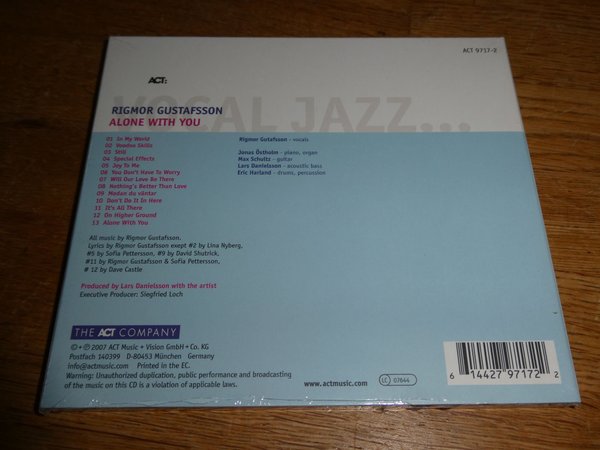 ACT 9717-2
ACT:
VOCAL JAZZ...
RIGMOR GUSTAFSSON
ALONE WITH YOU
01 In My World
02 Voodoo Skills
03 Still
04 Special Effects
05 Joy To Me
06 You Don't Have To Worry
07 Will Our Love Be There
08 Nothing's Better Than Love
09 Medan du väntar
10 Don't Do It In Here
11 It's All There
12 On Higher Ground
13 Alone With You
Rigmor Gutafsson - vocals
Jonas Östholm - piano, organ
Max Schultz - guitar
Lars Danielsson - acoustic bass
Eric Harland - drums, percussion
All music by Rigmor Gustafsson.
Lyrics by Rigmor Gustafsson exept #2 by Lina Nyberg,
#5 by Sofia Pettersson, #9 by David Shutrick,
#11 by Rigmor Gustafsson & Sofia Pettersson,
# 12 by Dave Castle
Produced by Lars Danielsson with the artist
Executive Producer: Siegfried Loch
THE ACT COMPANY
©+℗ 2007 ACT Music + Vision GmbH + Co. KG
Postfach 140399 D-80453 München Germany
info@actmusic.com Printed in the EC.
Warning: Unauthorized duplication, public performance and broadcasting
of the music on this CD is a violation of applicable laws.
www.actmusic.com
LC 07644
6 14427 97172 2